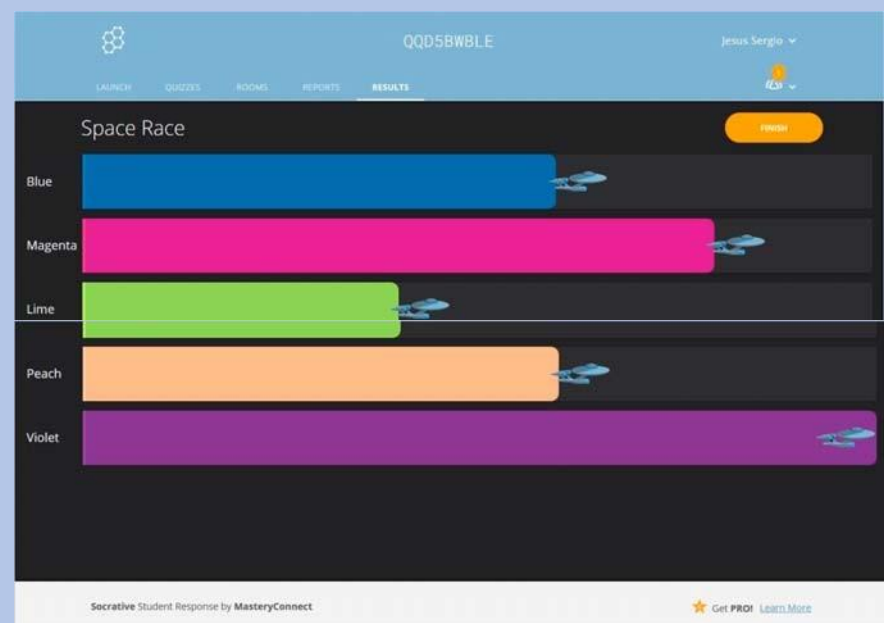 QQD5BWBLE
Jesus Sergio
LAUNCH QUIZZES ROOMS REPORTS RESULTS
Space Race
FINISH
Blue
Magenta
Lime
Peach
Violet
Socrative Student Response by MasteryConnect
Get PRO! Learn More